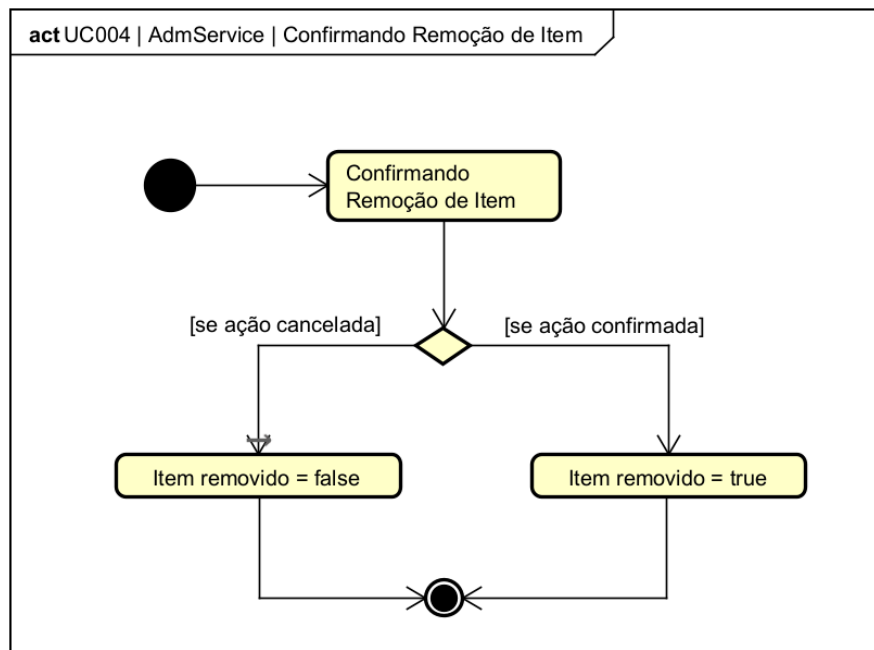 act UC004 | AdmService | Confirmando Remoção de Item
Confirmando
Remoção de Item
[se ação cancelada]
[se ação confirmada]
Item removido = false
Item removido = true